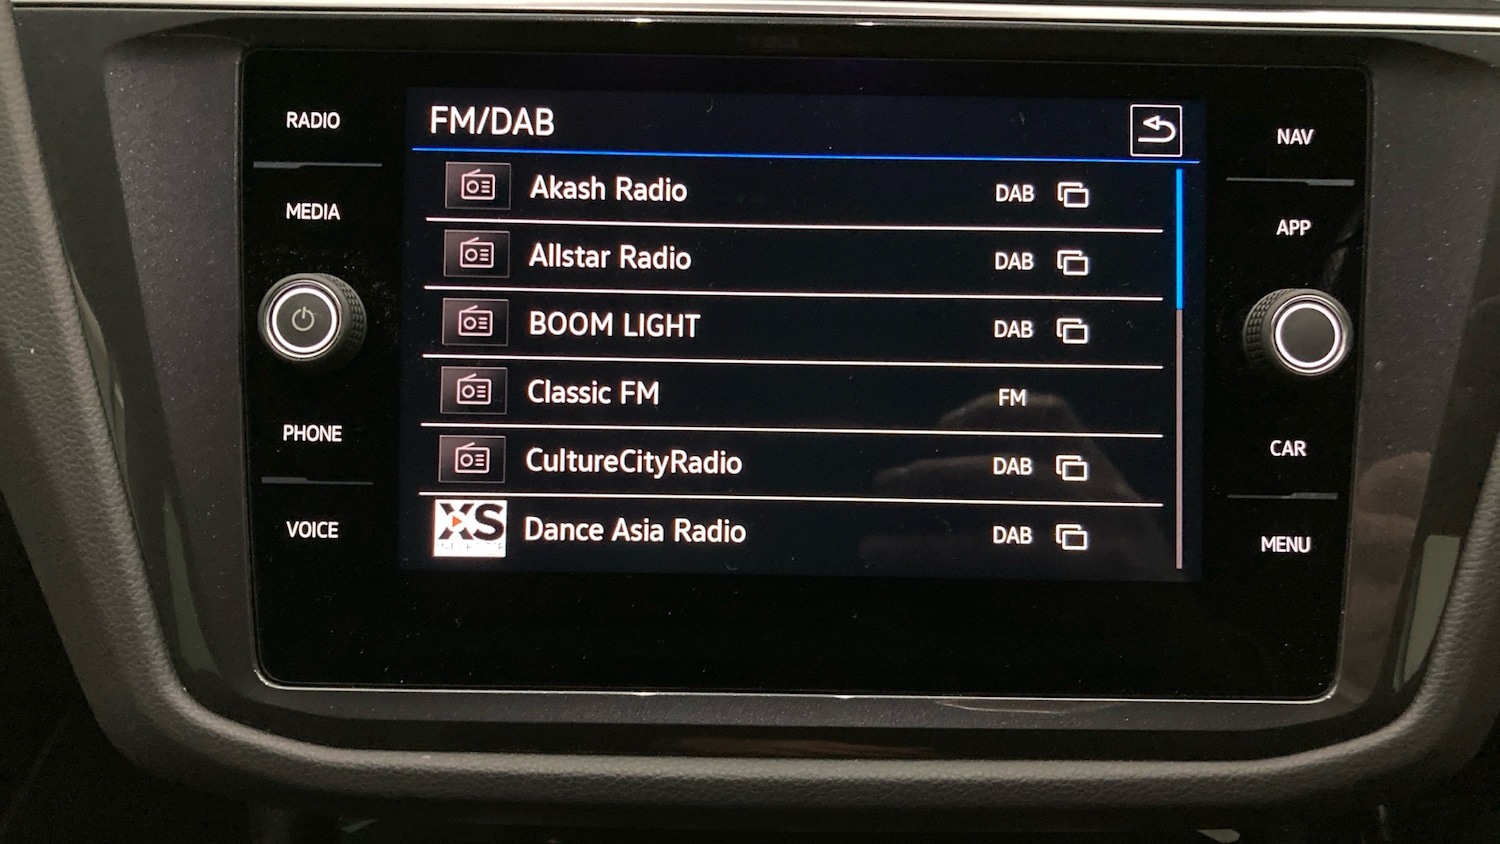 RADIO
MEDIA
PHONE
VOICE
FM/DAB
Akash Radio DAB
Allstar Radio DAB
BOOM LIGHT DAB
Classic FM FM
CultureCityRadio DAB
XS
Dance Asia Radio DAB
NAV
APP
CAR
MENU